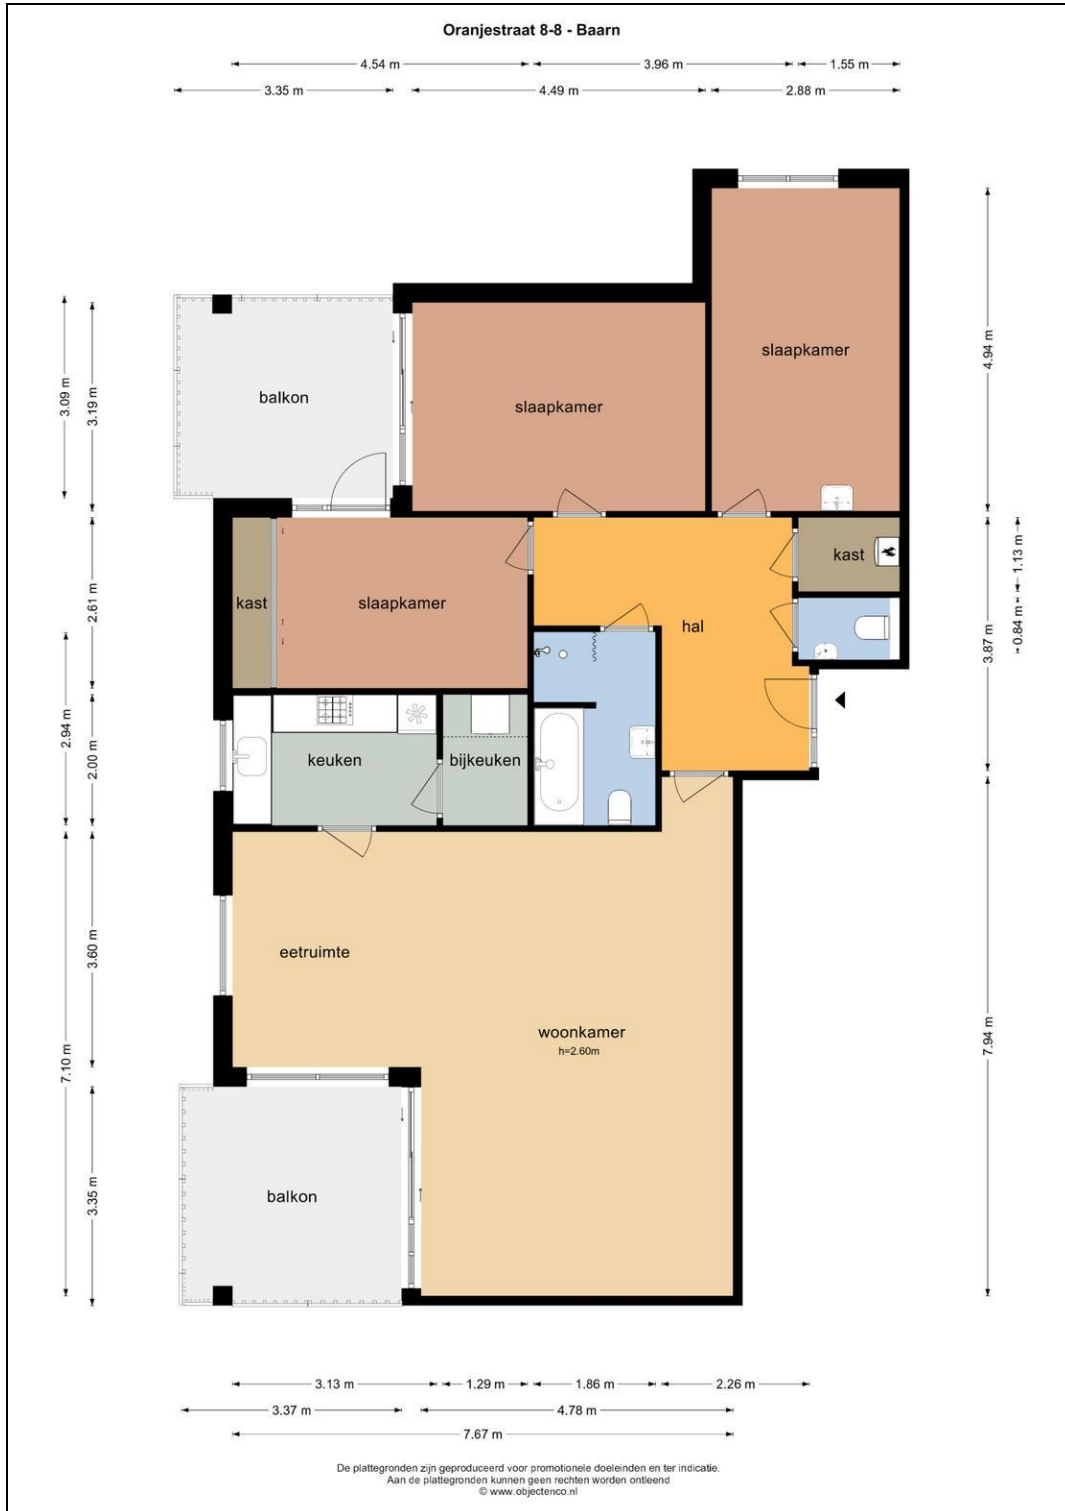 Oranjestraat 8-8 - Baarn
4.54 m
3.96 m
1.55 m
3.35 m
4.49 m
2.88 m
slaapkamer
4.94 m
3.09 m
3.19 m
balkon
slaapkamer
kast
slaapkamer
kast
hal
1.13 m
0.84 m
3.87 m
2.61 m
2.94 m
2.00 m
keuken
bijkeuken
eetruimte
woonkamer
h=2.60m
3.60 m
7.10 m
7.94 m
balkon
3.35 m
3.13 m
1.29 m
1.86 m
2.26 m
3.37 m
4.78 m
7.67 m
De plattegronden zijn geproduceerd voor promotionele doeleinden en ter indicatie.
Aan de plattegronden kunnen geen rechten worden ontleend
© www.objectenco.nl